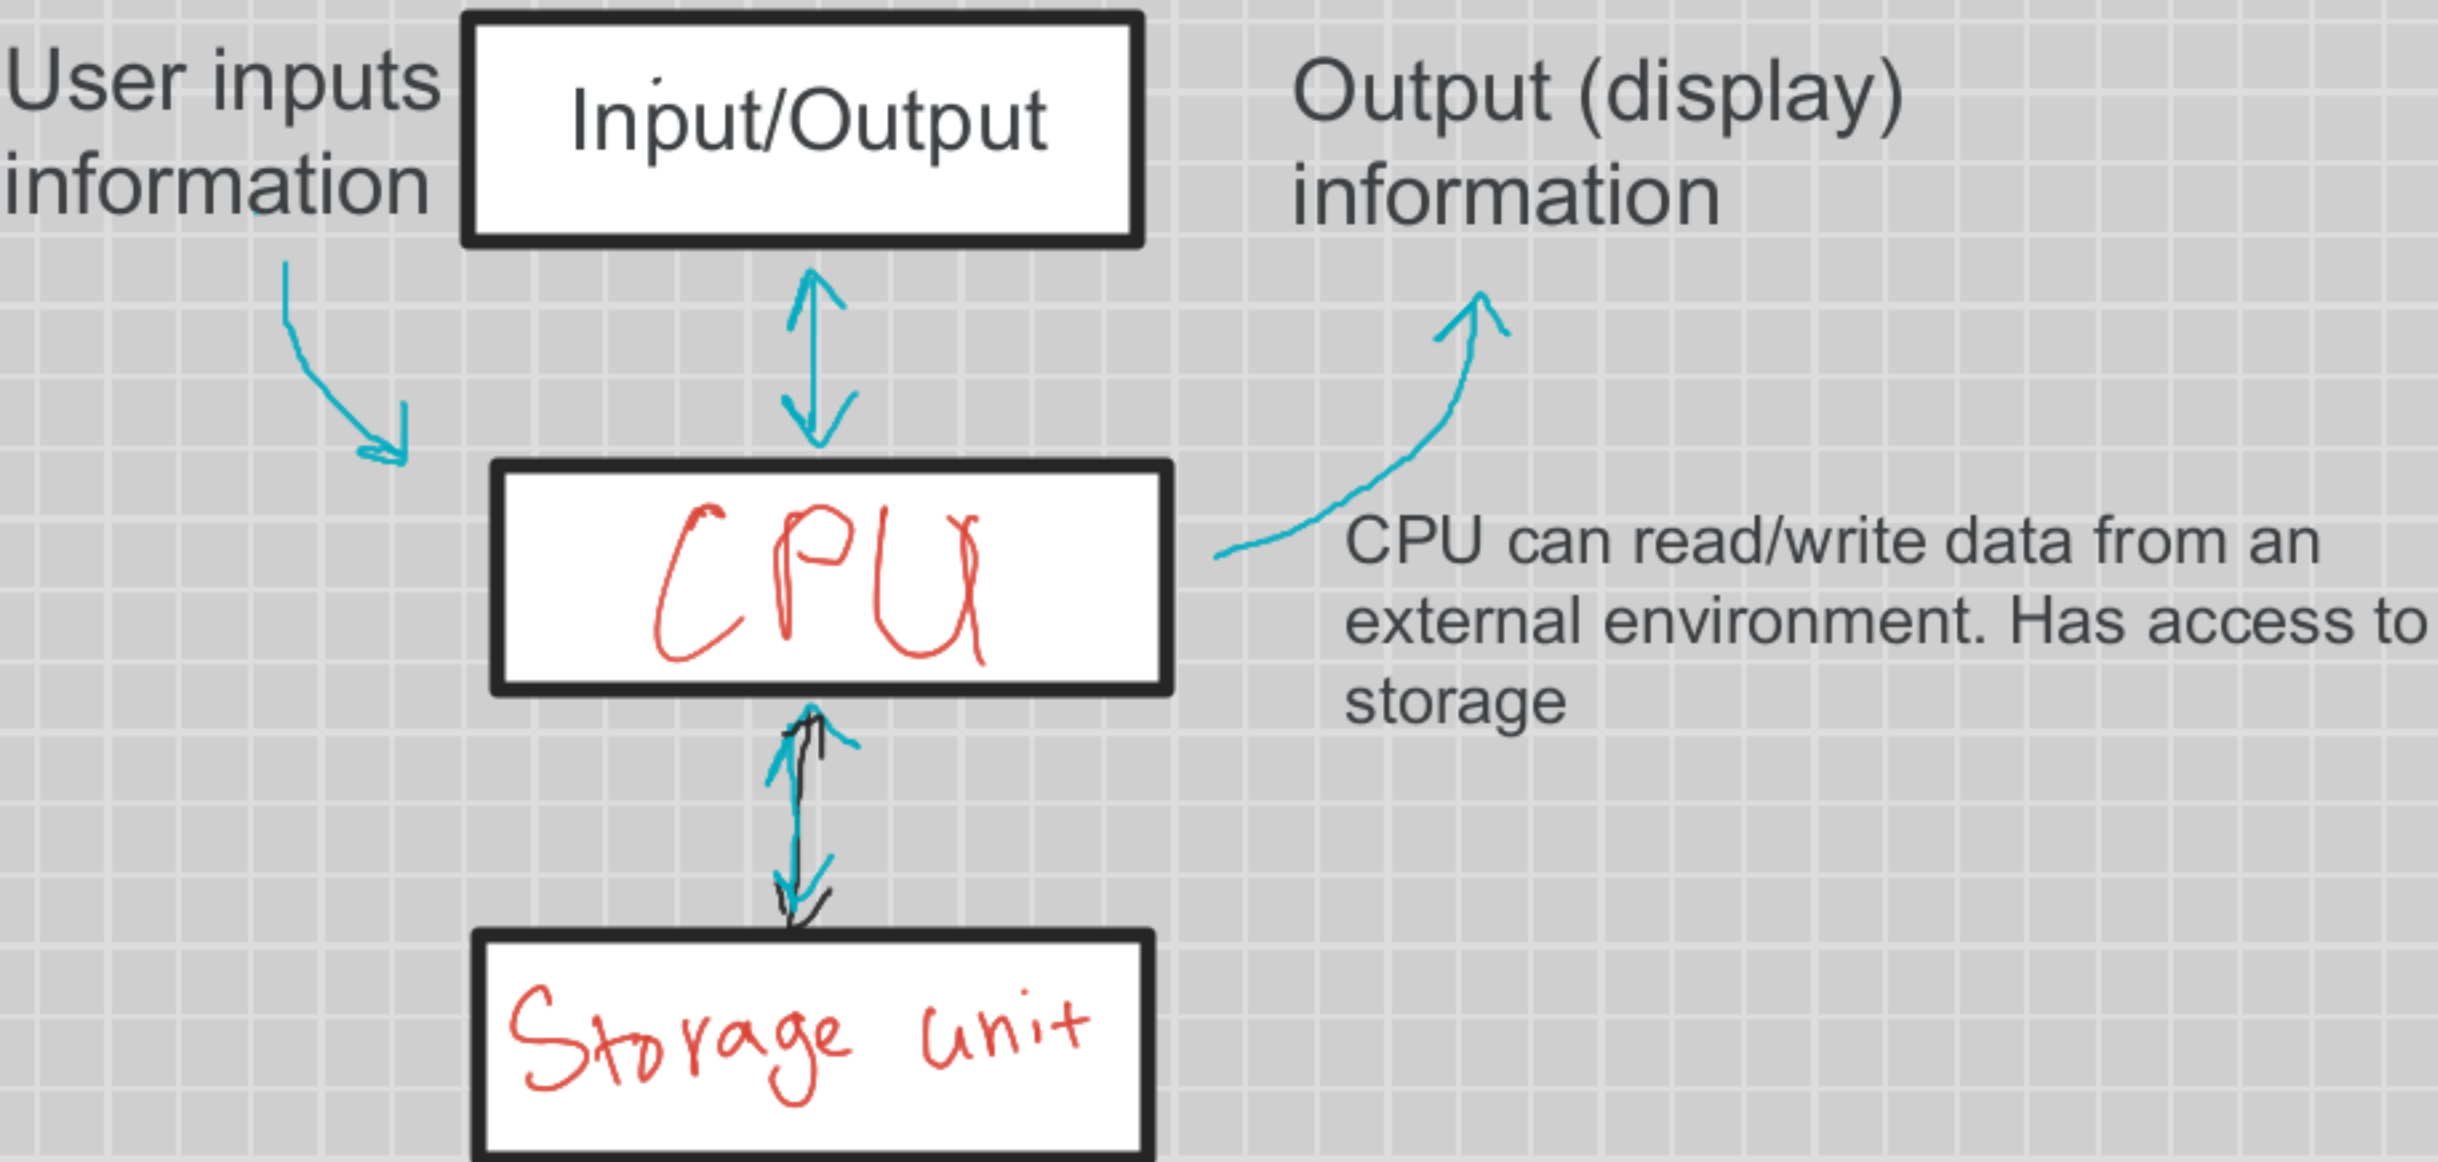 User inputs
information
Input/Output
Output (display)
information
CPU
CPU can read/write data from an
external environment. Has access to
storage
Storage unit